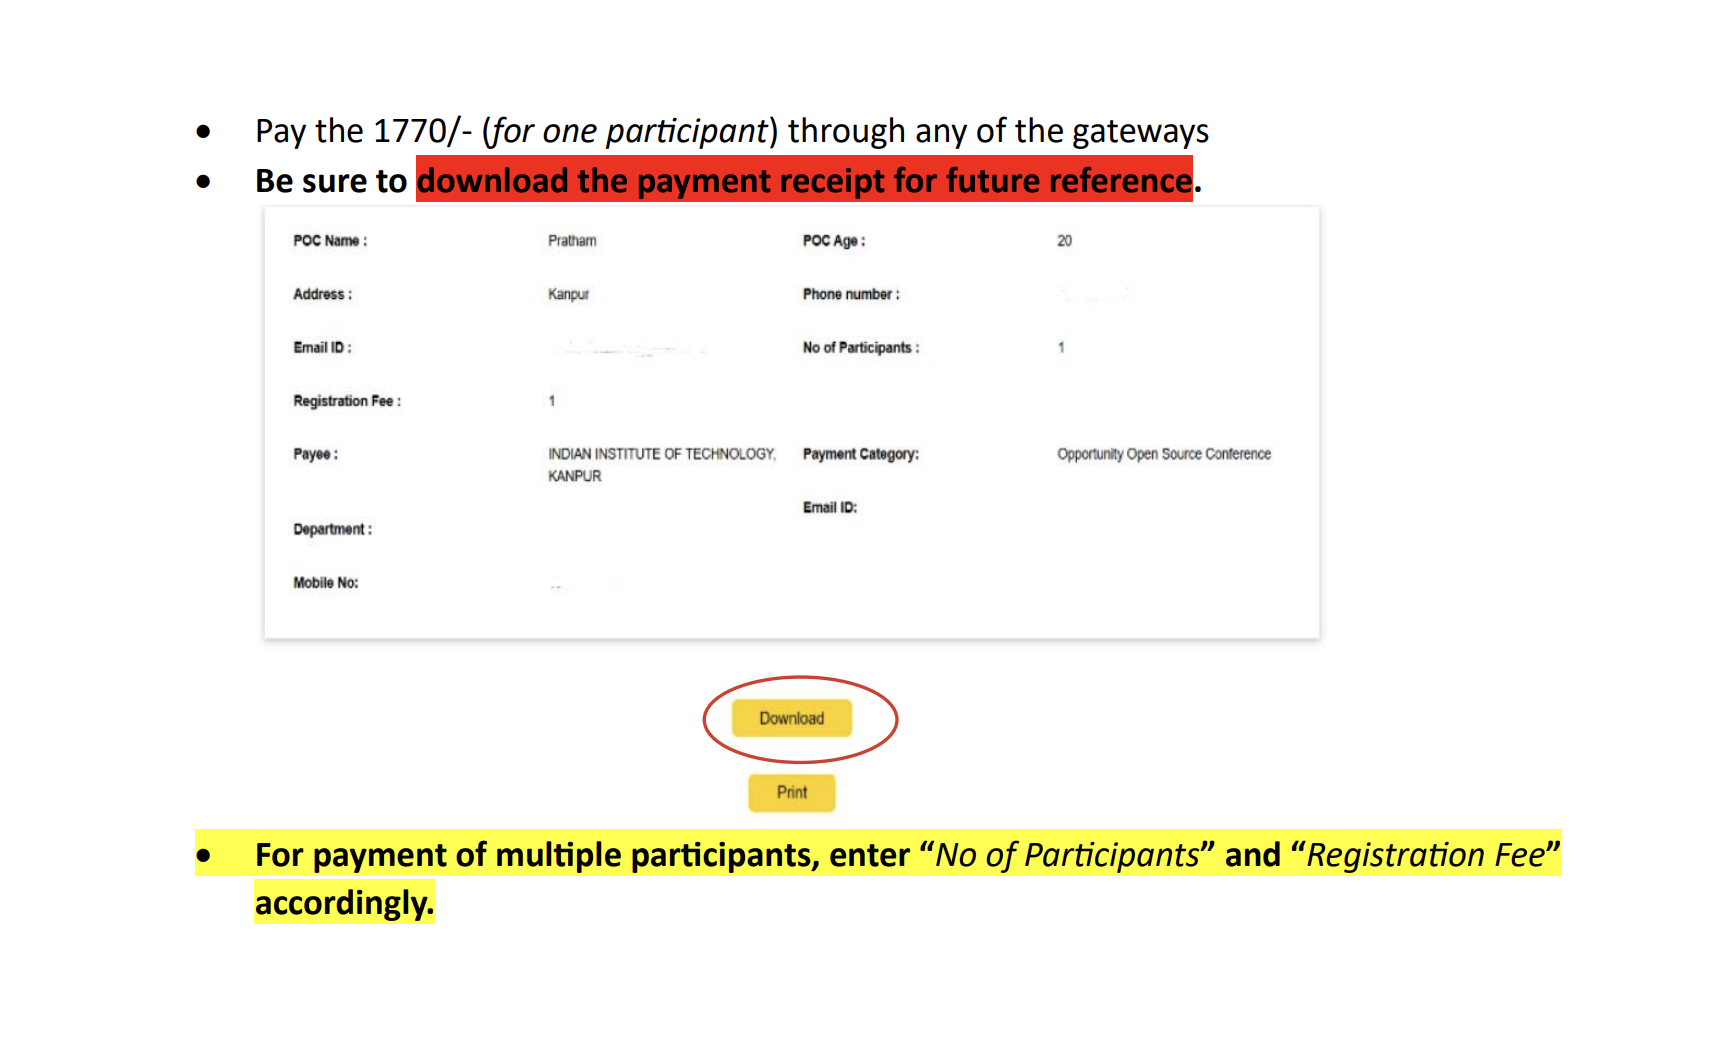 • Pay the 1770/- (for one participant) through any of the gateways
• Be sure to download the payment receipt for future reference.
POC Name : Pratham POC Age : 20
Address : Kanpur Phone number :
Email ID : No of Participants : 1
Registration Fee : 1
Payee : INDIAN INSTITUTE OF TECHNOLOGY, Payment Category: Opportunity Open Source Conference
KANPUR
Email ID:
Department :
Mobile No:
Download
Print
• For payment of multiple participants, enter “No of Participants” and “Registration Fee”
accordingly.